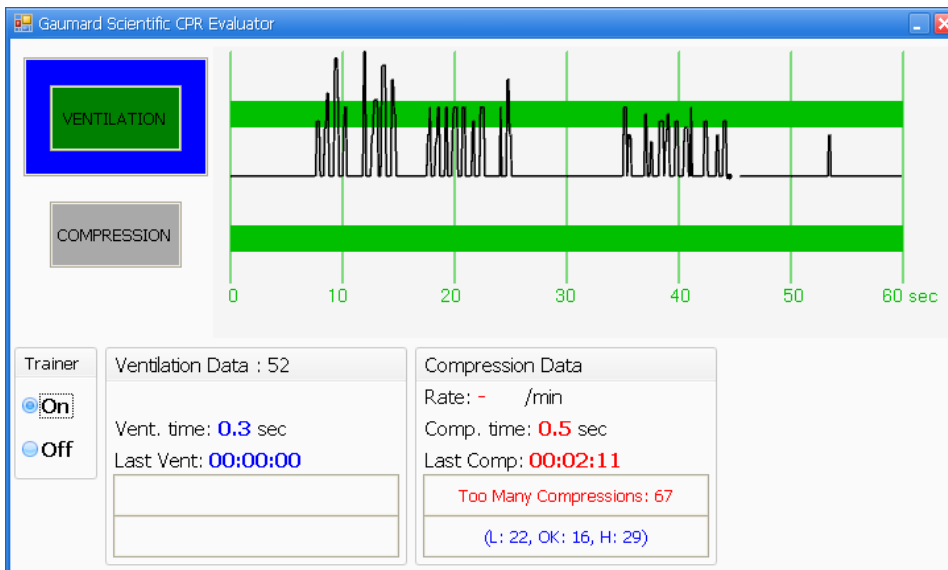 Gaumard Scientific CPR Evaluator
VENTILATION
COMPRESSION
0 10 20 30 40 50 60 sec
Trainer
On
Off
Ventilation Data : 52
Vent. time: 0.3 sec
Last Vent: 00:00:00
Compression Data
Rate: - /min
Comp. time: 0.5 sec
Last Comp: 00:02:11
Too Many Compressions: 67
(L: 22, OK: 16, H: 29)